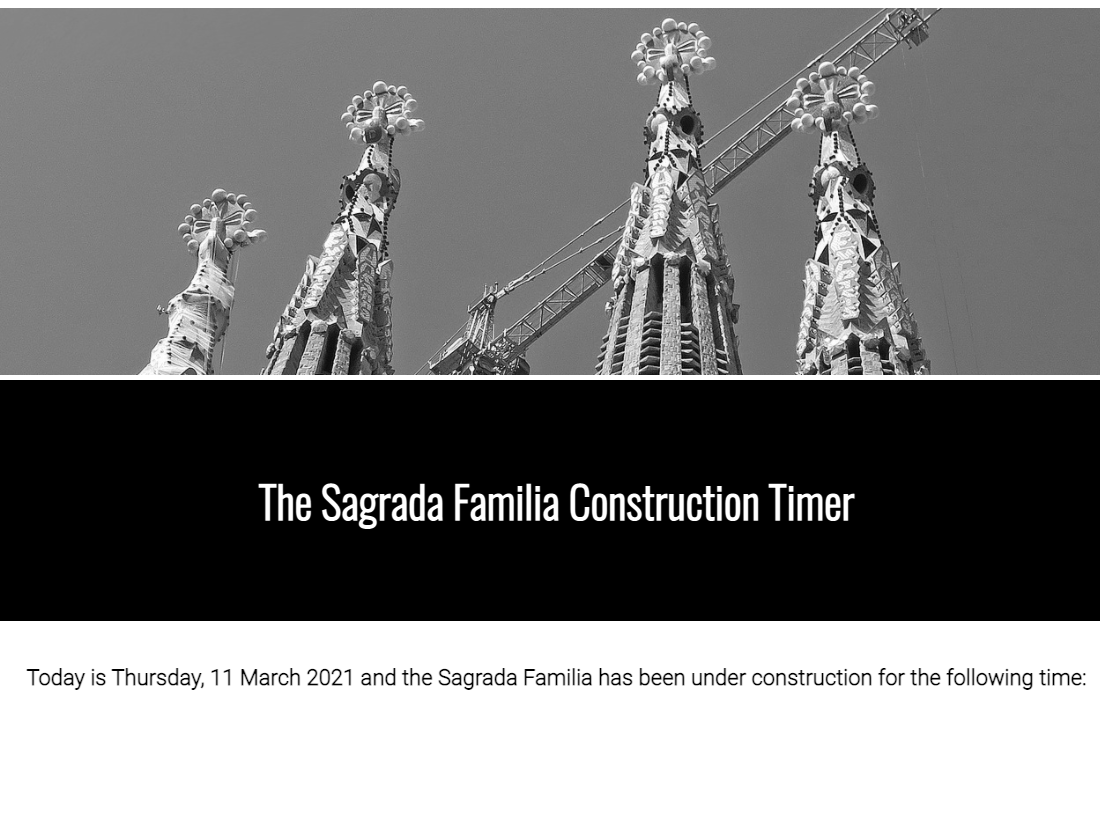 The Sagrada Familia Construction Timer
Today is Thursday, 11 March 2021 and the Sagrada Familia has been under construction for the following time: